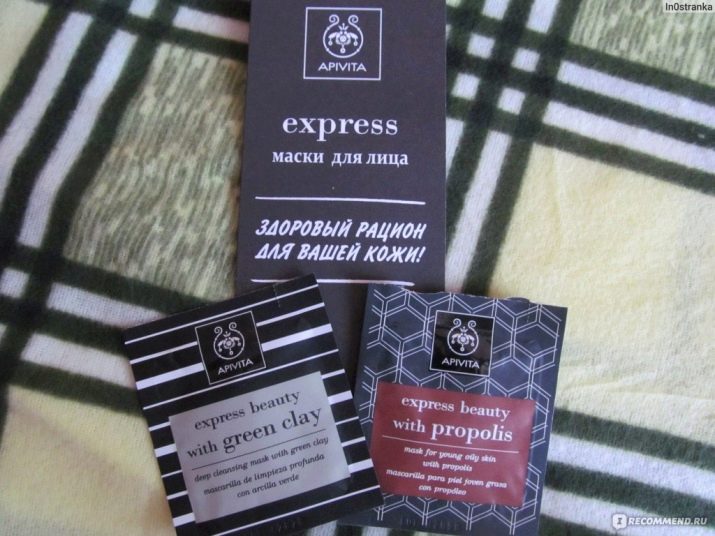 In0stranka
APIVITA
express
маски для лица
ЗДОРОВЫЙ РАЦИОН
ДЛЯ ВАШЕЙ КОЖИ!
APIVITA
express beauty
with green clay
deep cleansing mask with green clay
mascarilla de limpieza profunda
con arcilla verde
APIVITA
express beauty
with propolis
mask for young oily skin
with propolis
mascarilla para piel joven grasa
con propóleo
RECOMMEND.RU